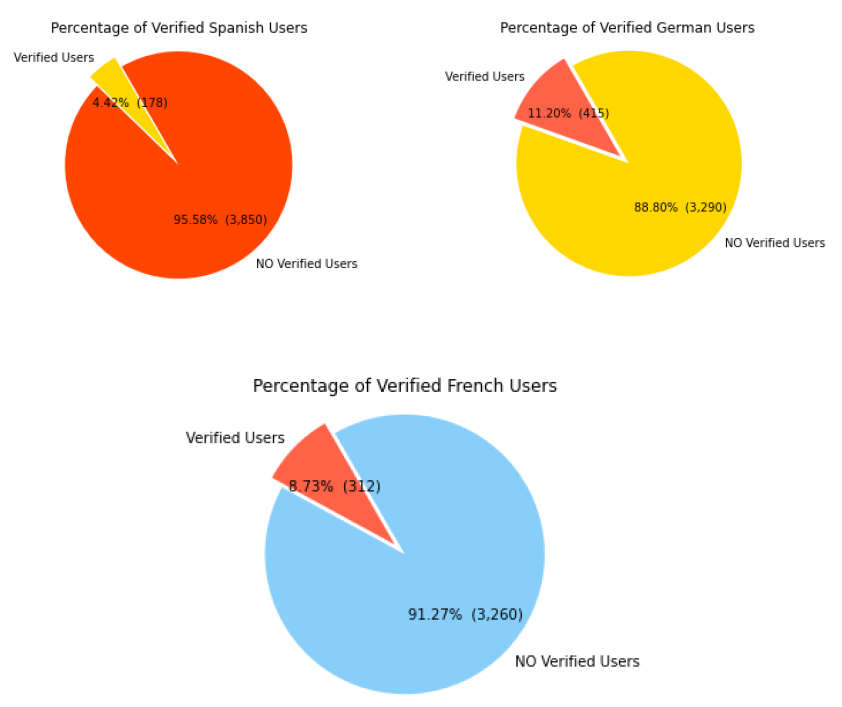 Percentage of Verified Spanish Users
Verified Users
4.42% (178)
95.58% (3,850)
NO Verified Users
Percentage of Verified German Users
Verified Users
11.20% (415)
88.80% (3,290)
NO Verified Users
Percentage of Verified French Users
Verified Users
8.73% (312)
91.27% (3,260)
NO Verified Users